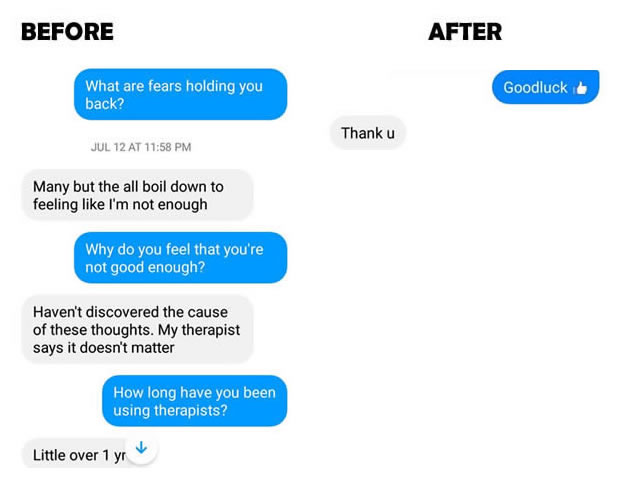 BEFORE
AFTER
What are fears holding you
back?
JUL 12 AT 11:58 PM
Many but the all boil down to
feeling like I'm not enough
Why do you feel that you're
not good enough?
Haven't discovered the cause
of these thoughts. My therapist
says it doesn't matter
How long have you been
using therapists?
Little over 1 yr
Goodluck 👍
Thank u